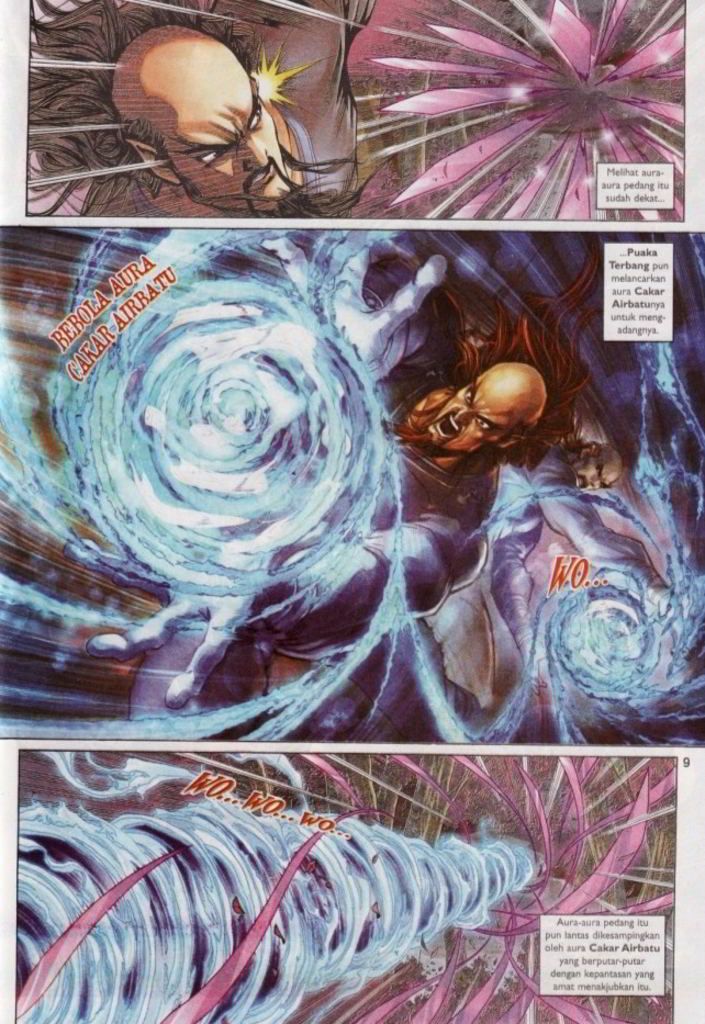 Melihat aura-
aura pedang itu
sudah dekat...
BEBOLA AURA
CAKAR AIRBATU
...Puaka
Terbang pun
melancarkan
aura Cakar
Airbatunya
untuk meng-
adangnya.
WO...
9
WO... WO... WO...
Aura-aura pedang itu
pun lantas dikesampingkan
oleh aura Cakar Airbatu
yang berputar-putar
dengan kepantasan yang
amat menakjubkan itu.